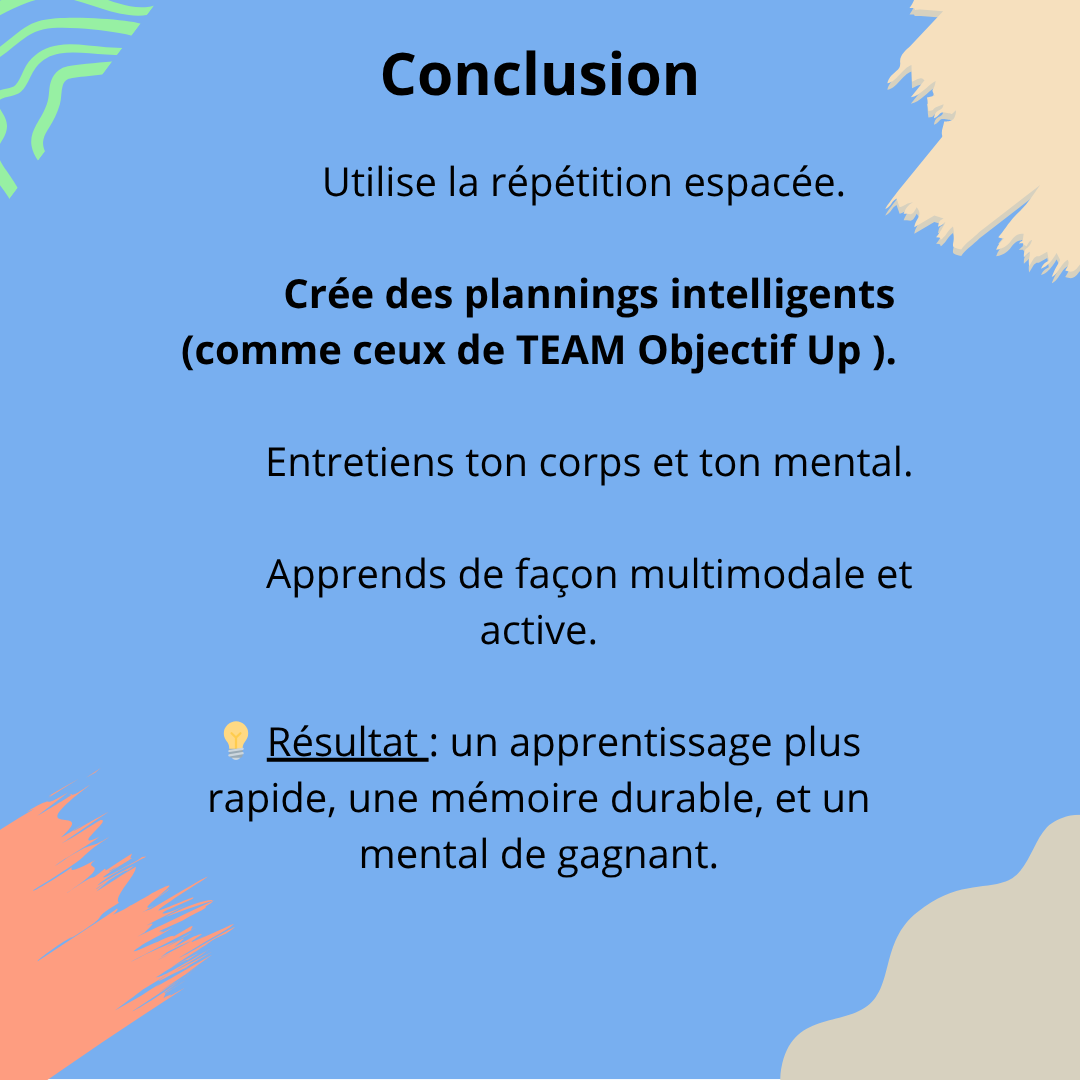 Conclusion
Utilise la répétition espacée.
Crée des plannings intelligents
(comme ceux de TEAM Objectif Up ).
Entretiens ton corps et ton mental.
Apprends de façon multimodale et
active.
💡 Résultat : un apprentissage plus
rapide, une mémoire durable, et un
mental de gagnant.